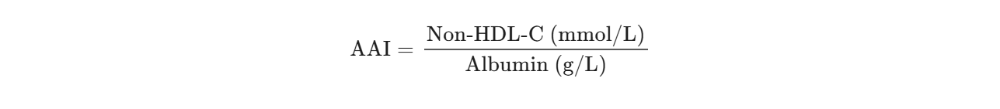 AAI = Non-HDL-C (mmol/L)
Albumin (g/L)